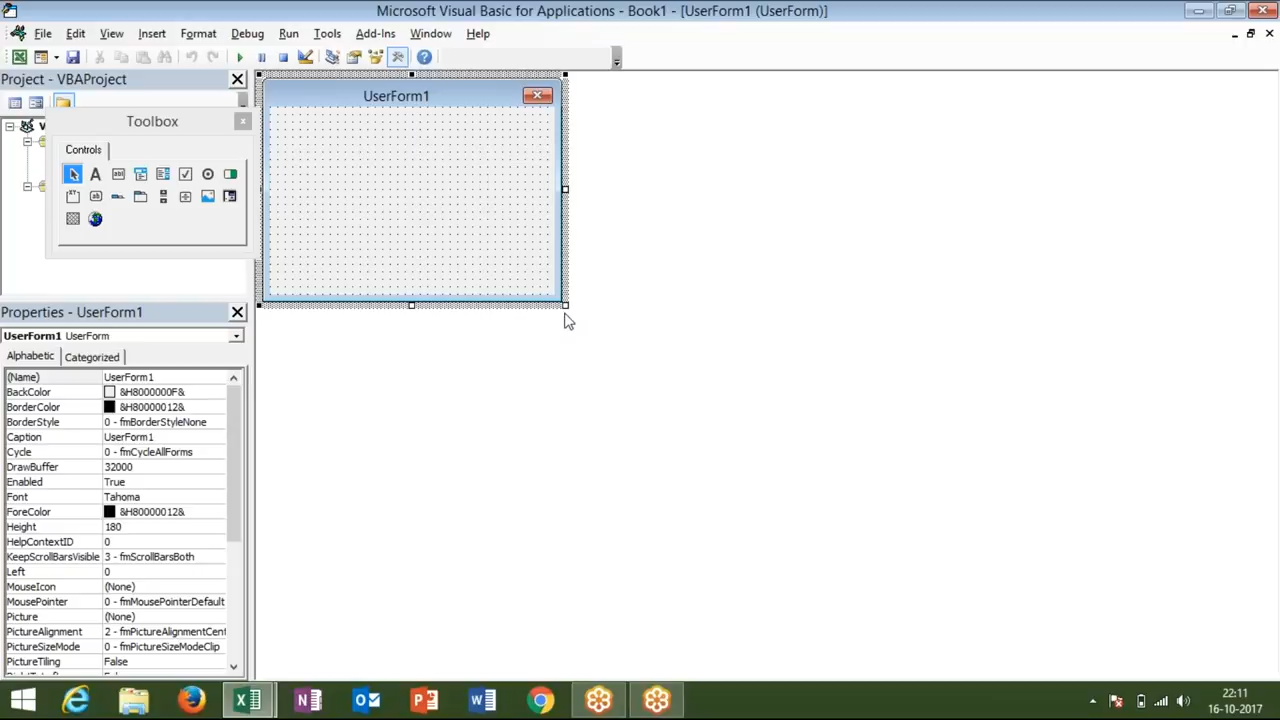 Microsoft Visual Basic for Applications - Book1 - [UserForm1 (UserForm)]
File Edit View Insert Format Debug Run Tools Add-Ins Window Help
Project - VBAProject
Toolbox
Controls
UserForm1
Properties - UserForm1
UserForm1 UserForm
Alphabetic Categorized
(Name) UserForm1
BackColor &H8000000F&
BorderColor &H80000012&
BorderStyle 0 - fmBorderStyleNone
Caption UserForm1
Cycle 0 - fmCycleAllForms
DrawBuffer 32000
Enabled True
Font Tahoma
ForeColor &H80000012&
Height 180
HelpContextID 0
KeepScrollBarsVisible 3 - fmScrollBarsBoth
Left 0
MouseIcon (None)
MousePointer 0 - fmMousePointerDefault
Picture (None)
PictureAlignment 2 - fmPictureAlignmentCent
PictureSizeMode 0 - fmPictureSizeModeClip
PictureTiling False
22:11
16-10-2017